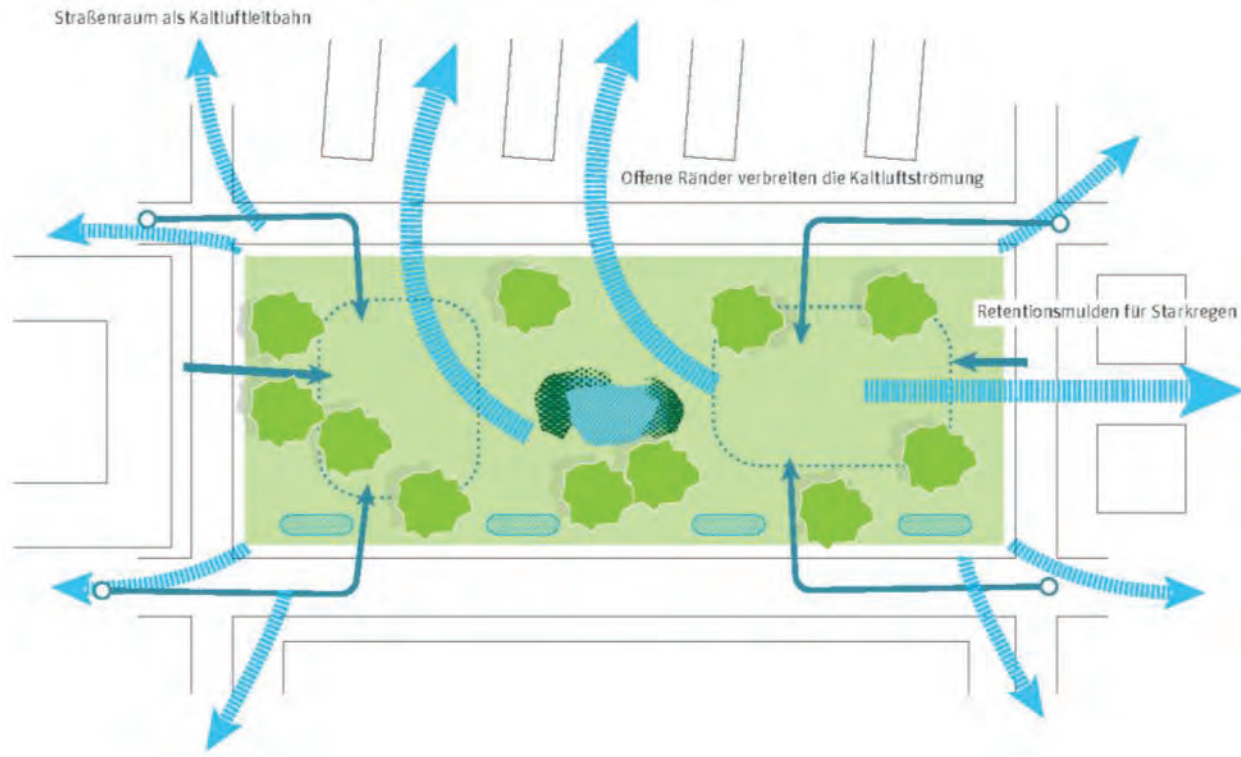 Straßenraum als Kaltluftleitbahn
Offene Ränder verbreiten die Kaltluftströmung
Retentionsmulden für Starkregen